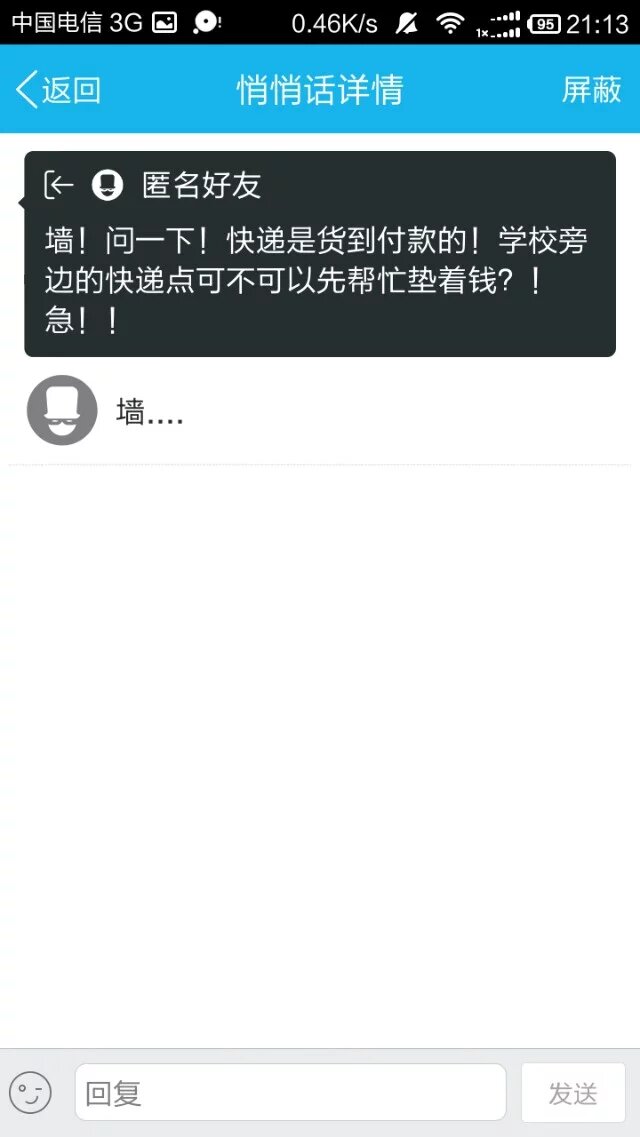 中国电信 3G 0.46K/s 1x 95 21:13
返回 悄悄话详情 屏蔽
匿名好友
墙！问一下！快递是货到付款的！学校旁
边的快递点可不可以先帮忙垫着钱？！
急！！
墙....
回复 发送